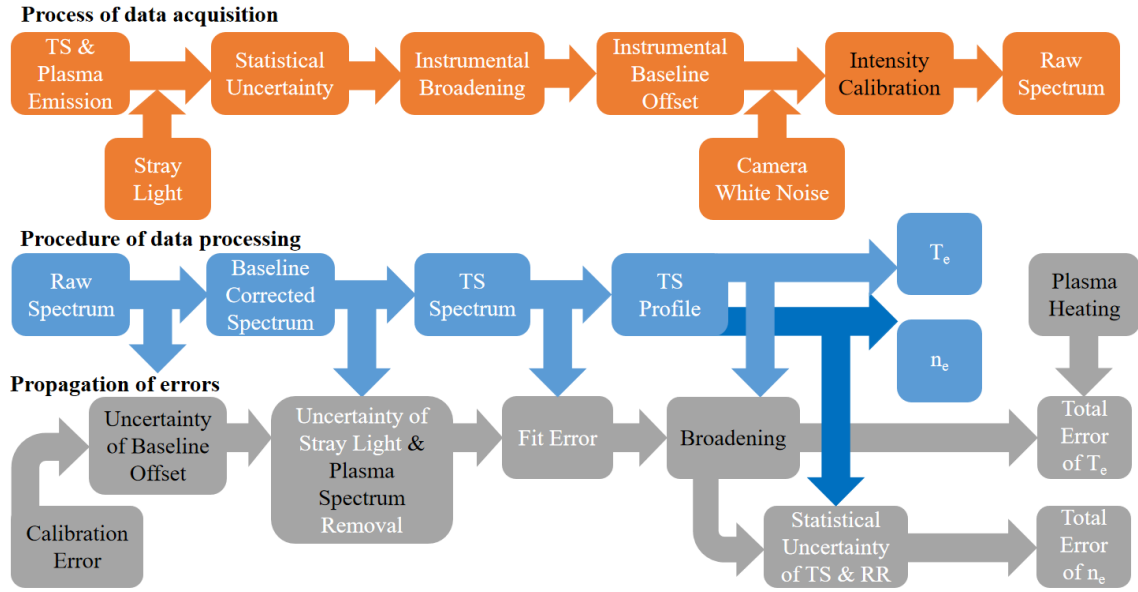 Process of data acquisition
TS &
Plasma
Emission
Statistical
Uncertainty
Instrumental
Broadening
Instrumental
Baseline
Offset
Intensity
Calibration
Raw
Spectrum
Stray
Light
Camera
White Noise
Procedure of data processing
Raw
Spectrum
Baseline
Corrected
Spectrum
TS
Spectrum
TS
Profile
Tₑ
nₑ
Plasma
Heating
Propagation of errors
Uncertainty
of Baseline
Offset
Uncertainty of
Stray Light &
Plasma
Spectrum
Removal
Fit Error
Broadening
Total
Error
of Tₑ
Calibration
Error
Statistical
Uncertainty
of TS & RR
Total
Error
of nₑ